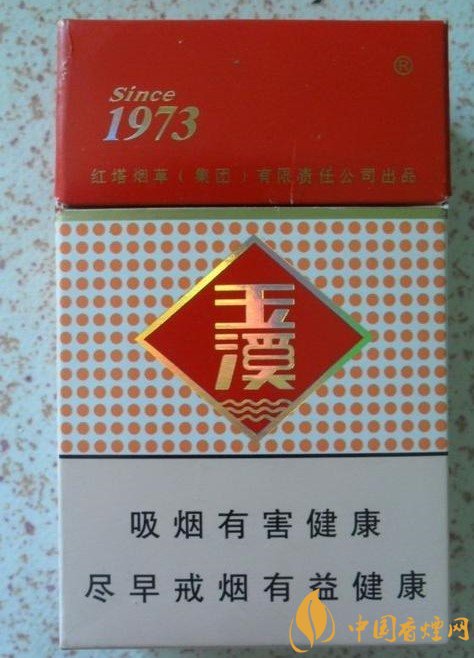 ®
Since
1973
红塔烟草(集团)有限责任公司出品
玉
溪
吸烟有害健康
尽早戒烟有益健康
中国香烟网